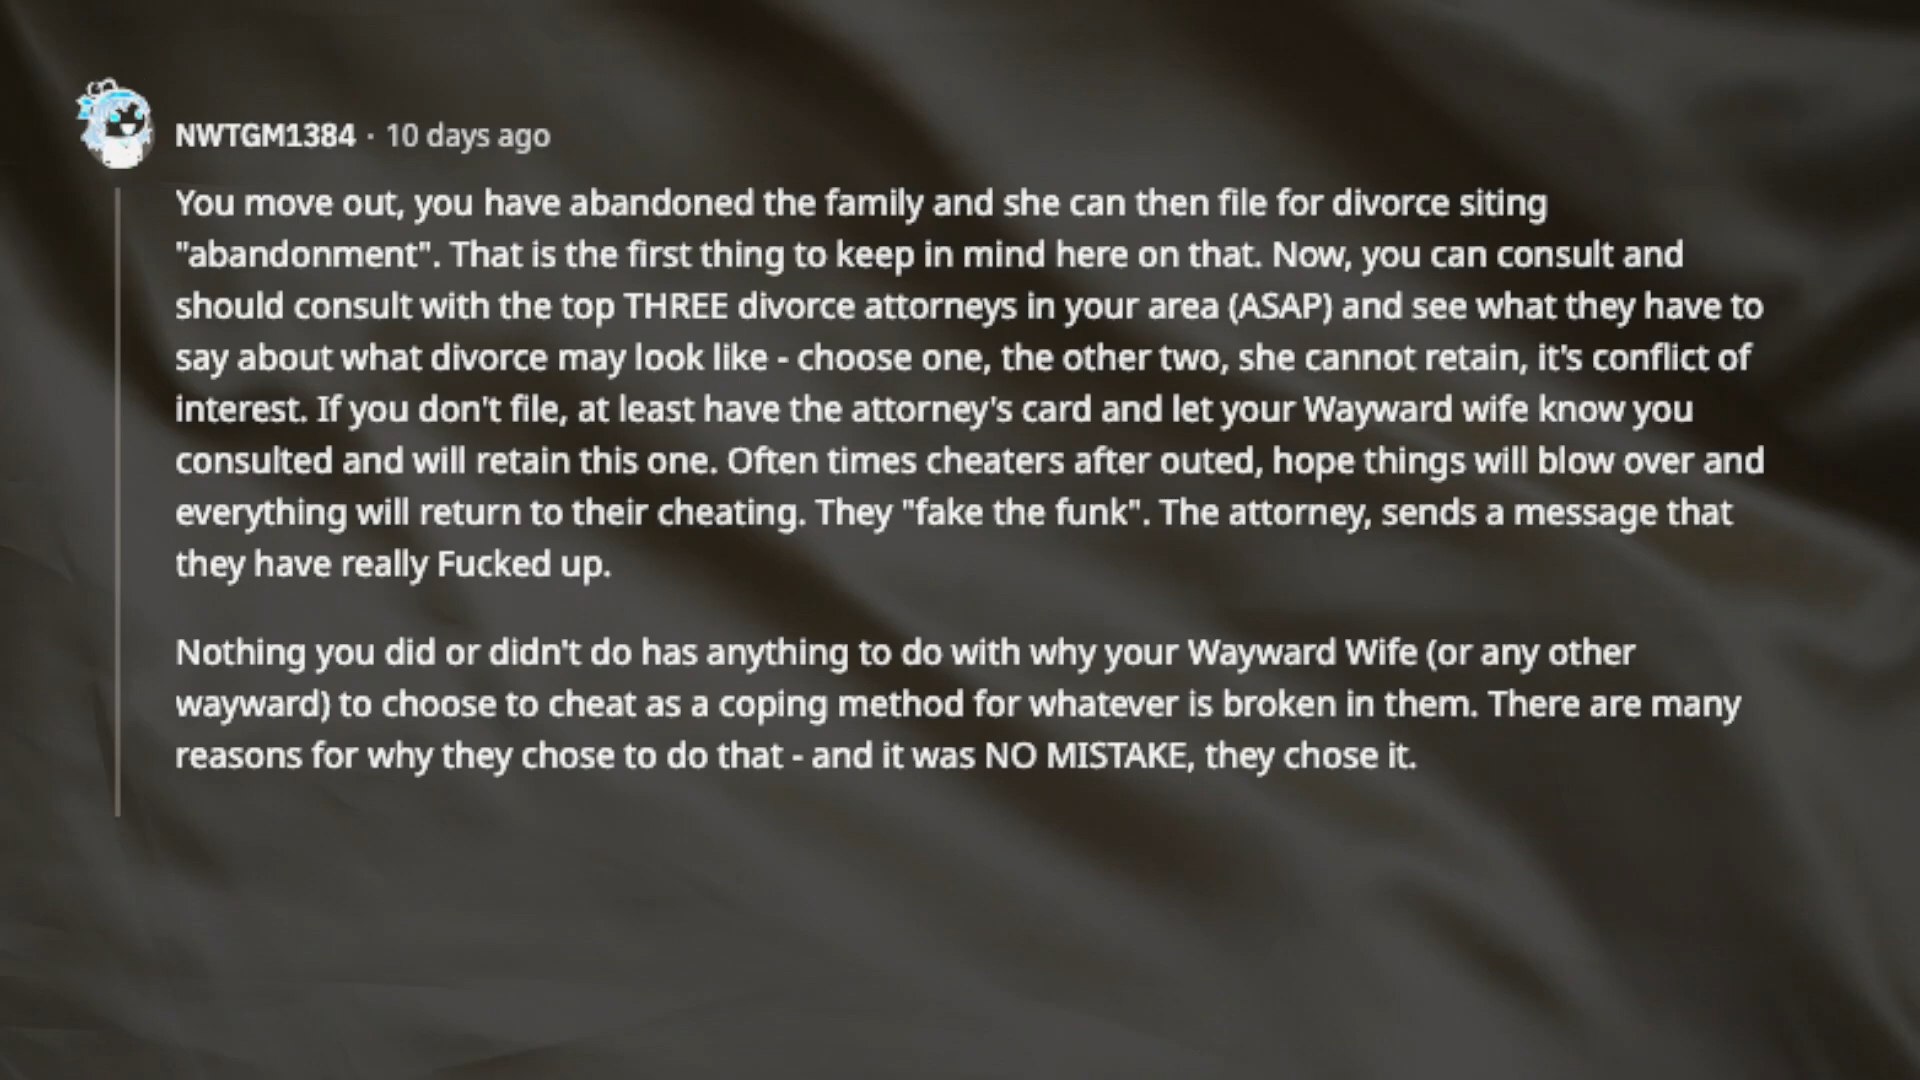 NWTGM1384 · 10 days ago
You move out, you have abandoned the family and she can then file for divorce siting
"abandonment". That is the first thing to keep in mind here on that. Now, you can consult and
should consult with the top THREE divorce attorneys in your area (ASAP) and see what they have to
say about what divorce may look like - choose one, the other two, she cannot retain, it's conflict of
interest. If you don't file, at least have the attorney's card and let your Wayward wife know you
consulted and will retain this one. Often times cheaters after outed, hope things will blow over and
everything will return to their cheating. They "fake the funk". The attorney, sends a message that
they have really Fucked up.
Nothing you did or didn't do has anything to do with why your Wayward Wife (or any other
wayward) to choose to cheat as a coping method for whatever is broken in them. There are many
reasons for why they chose to do that - and it was NO MISTAKE, they chose it.